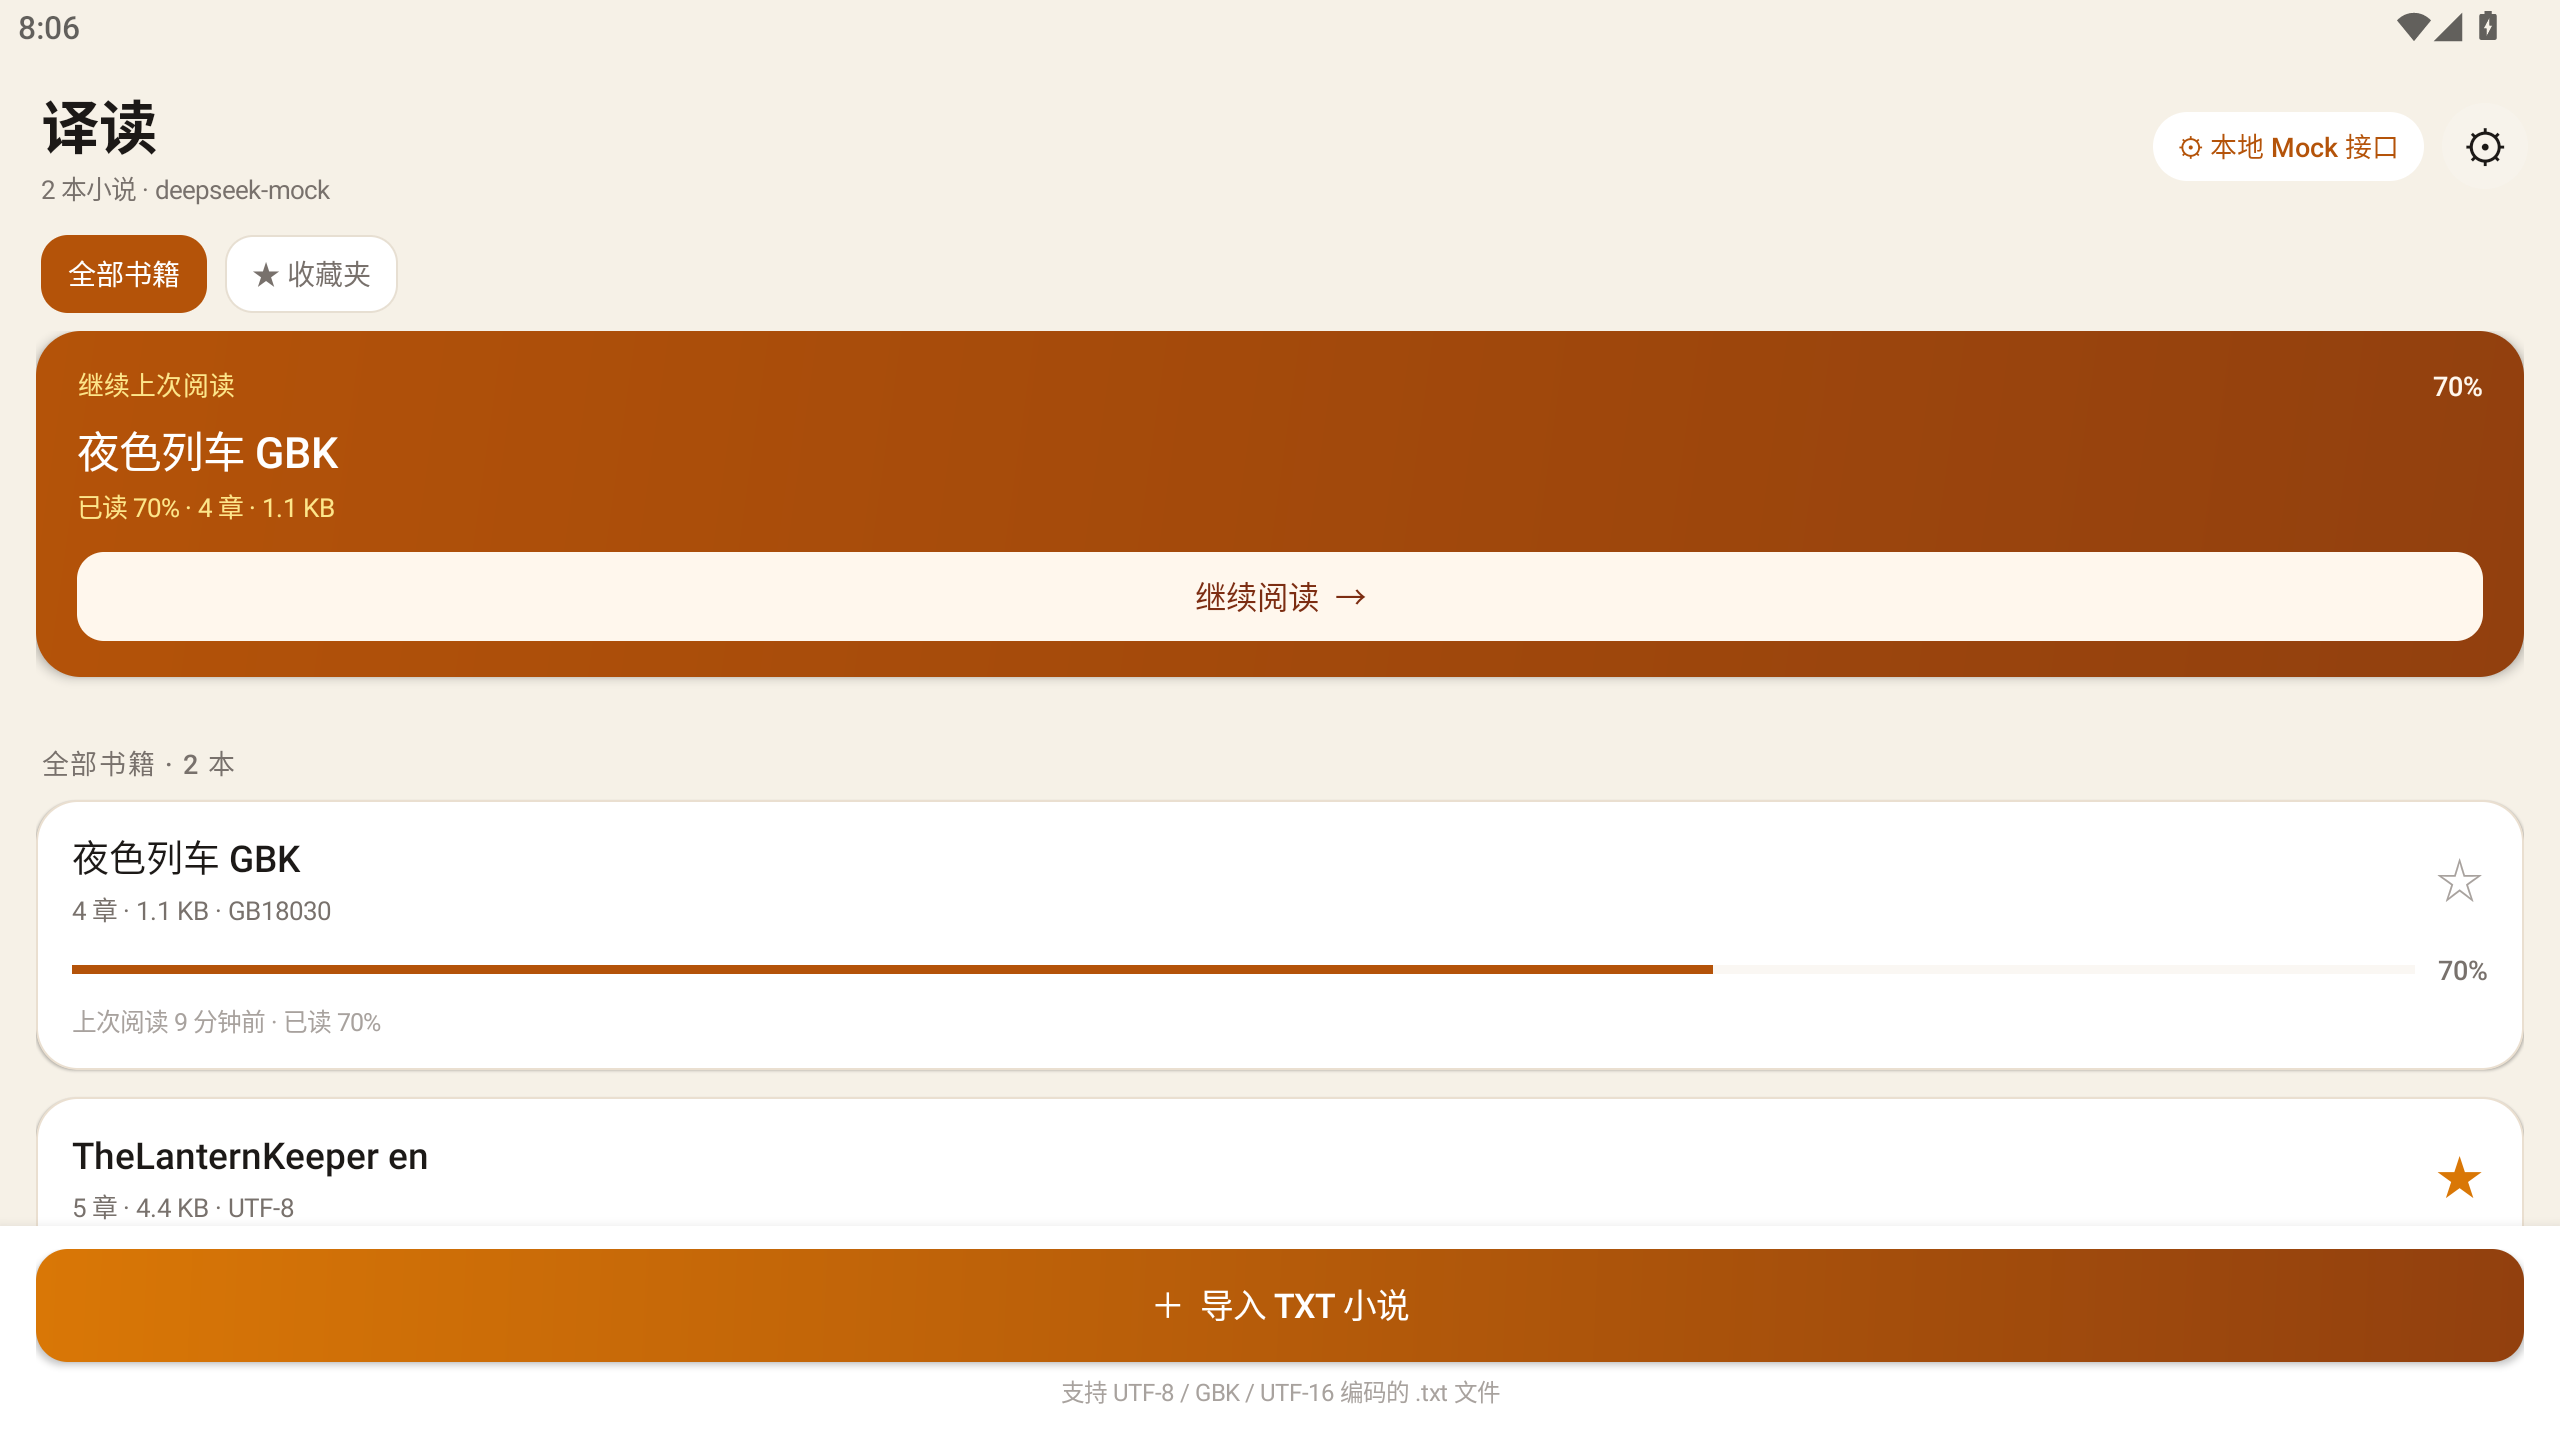 8:06
译读
2 本小说 · deepseek-mock
本地 Mock 接口
全部书籍
★ 收藏夹
继续上次阅读
70%
夜色列车 GBK
已读 70% · 4 章 · 1.1 KB
继续阅读 →
全部书籍 · 2 本
夜色列车 GBK
4 章 · 1.1 KB · GB18030
70%
上次阅读 9 分钟前 · 已读 70%
TheLanternKeeper en
5 章 · 4.4 KB · UTF-8
＋ 导入 TXT 小说
支持 UTF-8 / GBK / UTF-16 编码的 .txt 文件